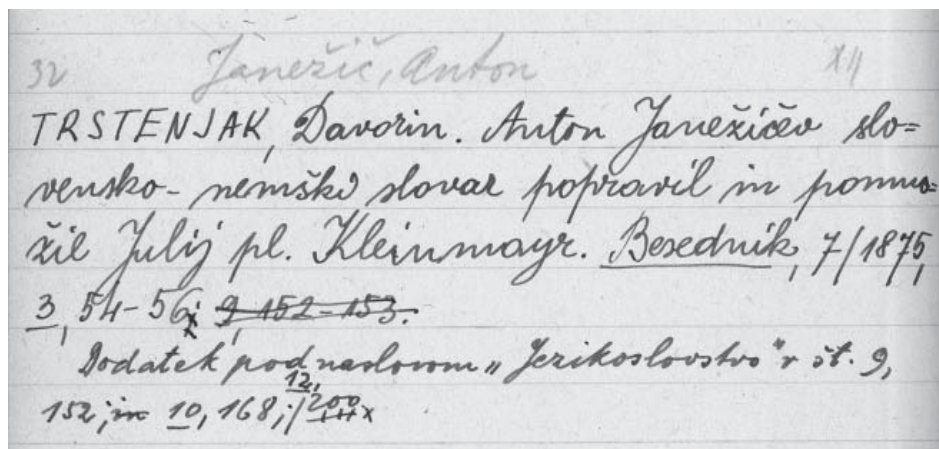 32 Janežič, Anton XII
TRSTENJAK, Davorin. Anton Janežičev slo=
vensko-nemški slovar popravil in pomno=
žil Julij pl. Kleinmayr. Besednik, 7/1875,
3, 54-56; 9, 152-153.
Dodatek pod naslovom „Jezikoslovstvo" v št. 9,
12,
152; in 10, 168; 200